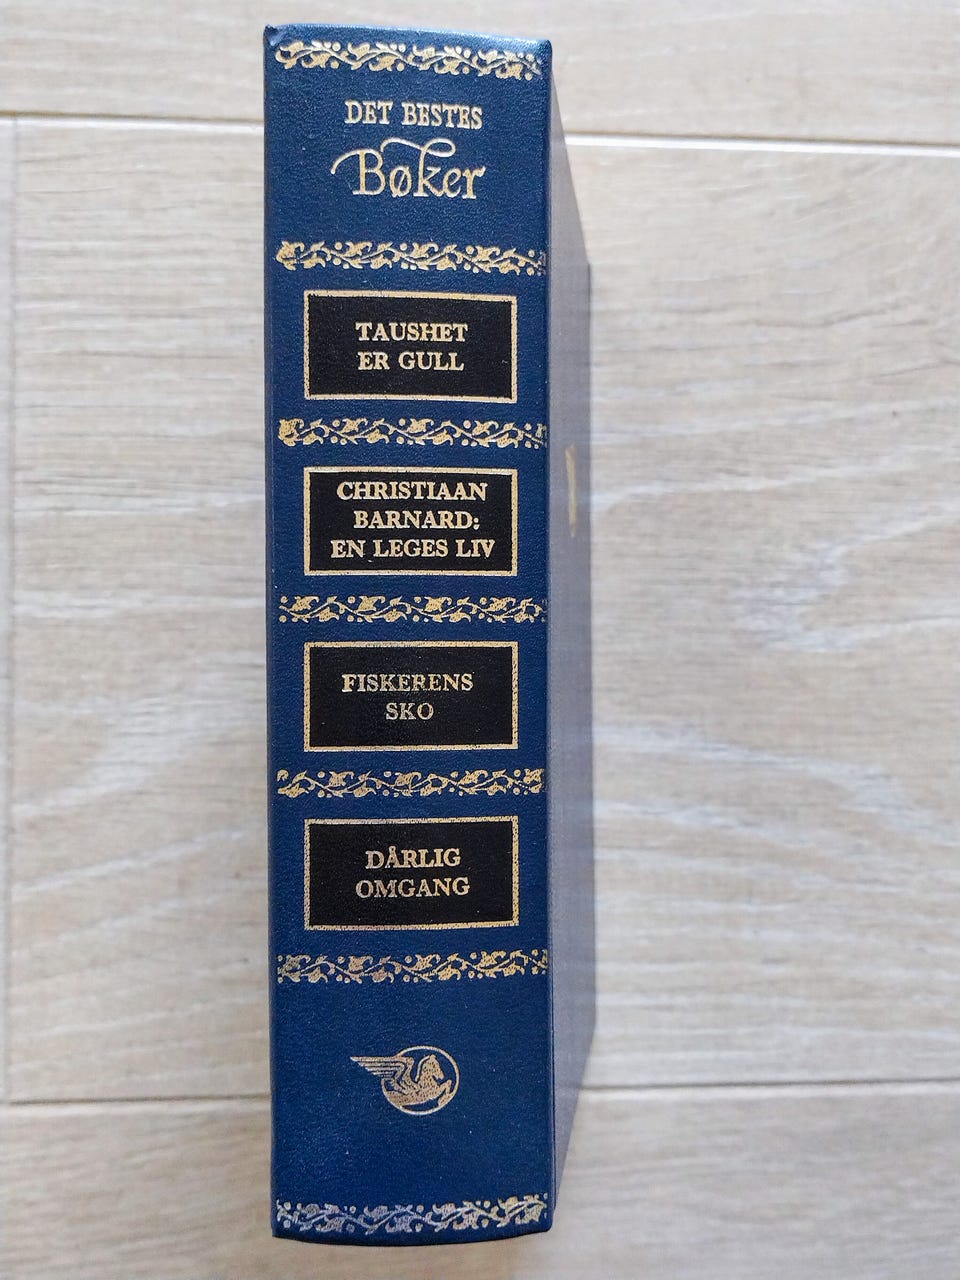 DET BESTES
Bøker
TAUSHET
ER GULL
CHRISTIAAN
BARNARD:
EN LEGES LIV
FISKERENS
SKO
DÅRLIG
OMGANG